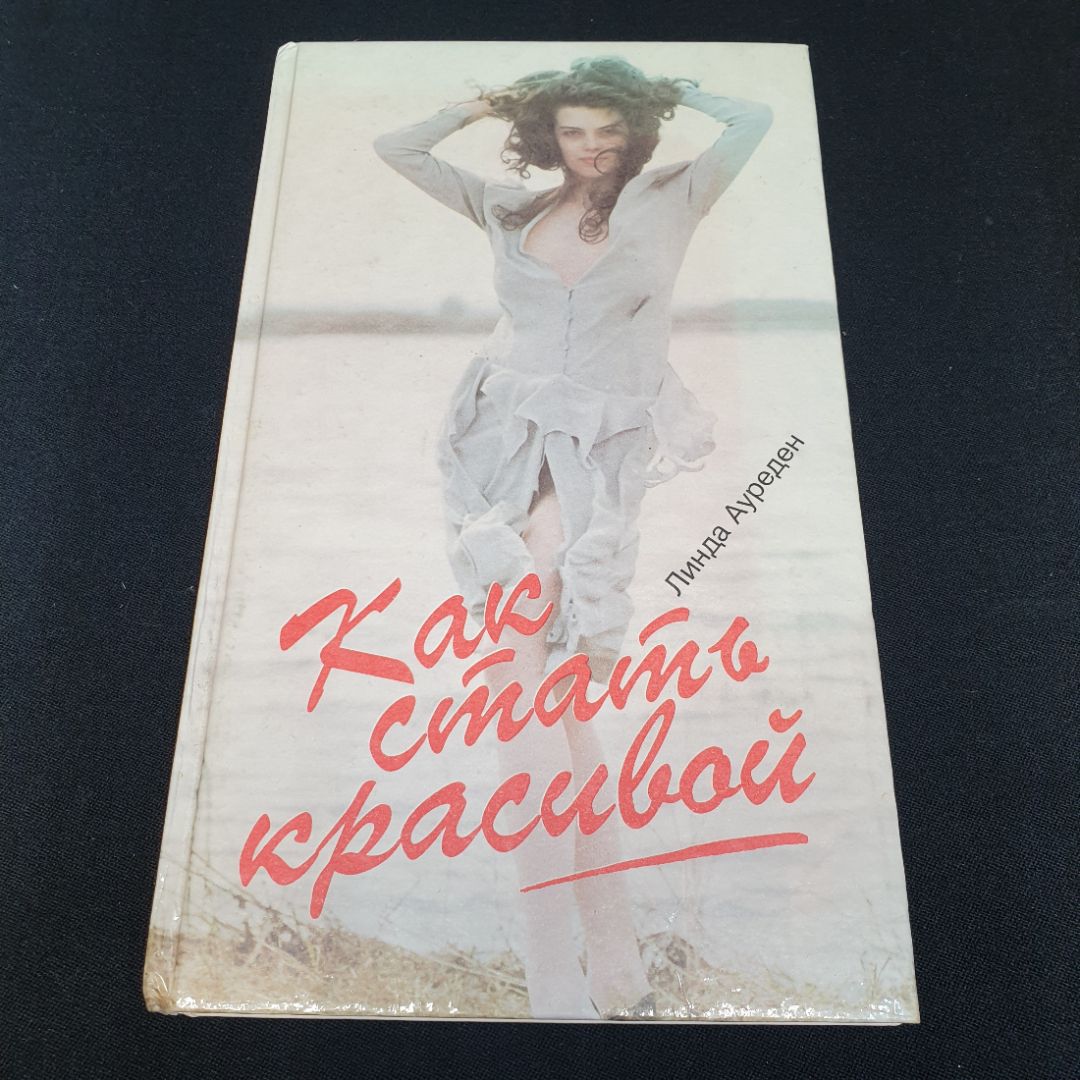 Линда Ауреден
Как
стать
красивой